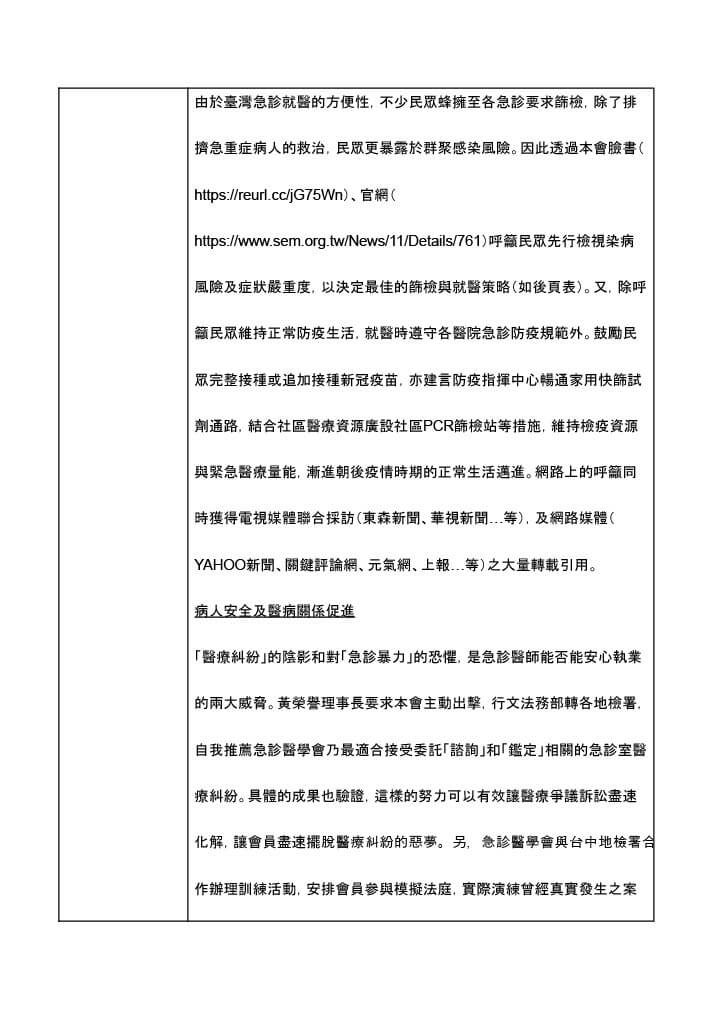 由於臺灣急診就醫的方便性，不少民眾蜂擁至各急診要求篩檢，除了排
擠急重症病人的救治，民眾更暴露於群聚感染風險。因此透過本會臉書（
https://reurl.cc/jG75Wn）、官網（
https://www.sem.org.tw/News/11/Details/761）呼籲民眾先行檢視染病
風險及症狀嚴重度，以決定最佳的篩檢與就醫策略（如後頁表）。又，除呼
籲民眾維持正常防疫生活，就醫時遵守各醫院急診防疫規範外。鼓勵民
眾完整接種或追加接種新冠疫苗，亦建言防疫指揮中心暢通家用快篩試
劑通路，結合社區醫療資源廣設社區PCR篩檢站等措施，維持檢疫資源
與緊急醫療量能，漸進朝後疫情時期的正常生活邁進。網路上的呼籲同
時獲得電視媒體聯合採訪（東森新聞、華視新聞…等），及網路媒體（
YAHOO新聞、關鍵評論網、元氣網、上報…等）之大量轉載引用。
病人安全及醫病關係促進
「醫療糾紛」的陰影和對「急診暴力」的恐懼，是急診醫師能否能安心執業
的兩大威脅。黃榮譽理事長要求本會主動出擊，行文法務部轉各地檢署，
自我推薦急診醫學會乃最適合接受委託「諮詢」和「鑑定」相關的急診室醫
療糾紛。具體的成果也驗證，這樣的努力可以有效讓醫療爭議訴訟盡速
化解，讓會員盡速擺脫醫療糾紛的惡夢。 另， 急診醫學會與台中地檢署合
作辦理訓練活動，安排會員參與模擬法庭，實際演練曾經真實發生之案